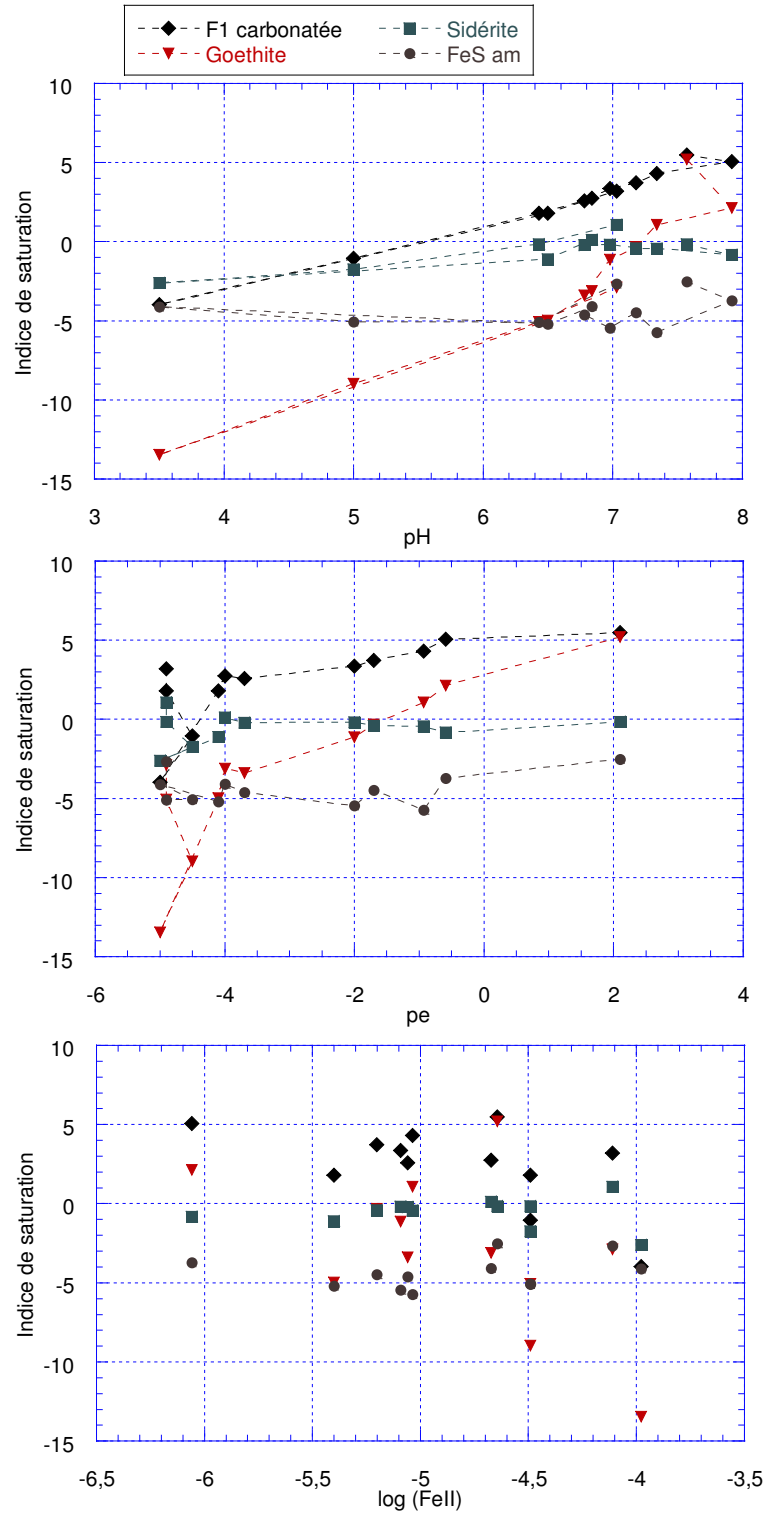 F1 carbonatée Sidérite
Goethite FeS am
10
5
0
-5
-10
-15
Indice de saturation
3 4 5 6 7 8
pH
10
5
0
-5
-10
-15
Indice de saturation
-6 -4 -2 0 2 4
pe
10
5
0
-5
-10
-15
Indice de saturation
-6,5 -6 -5,5 -5 -4,5 -4 -3,5
log (FeII)